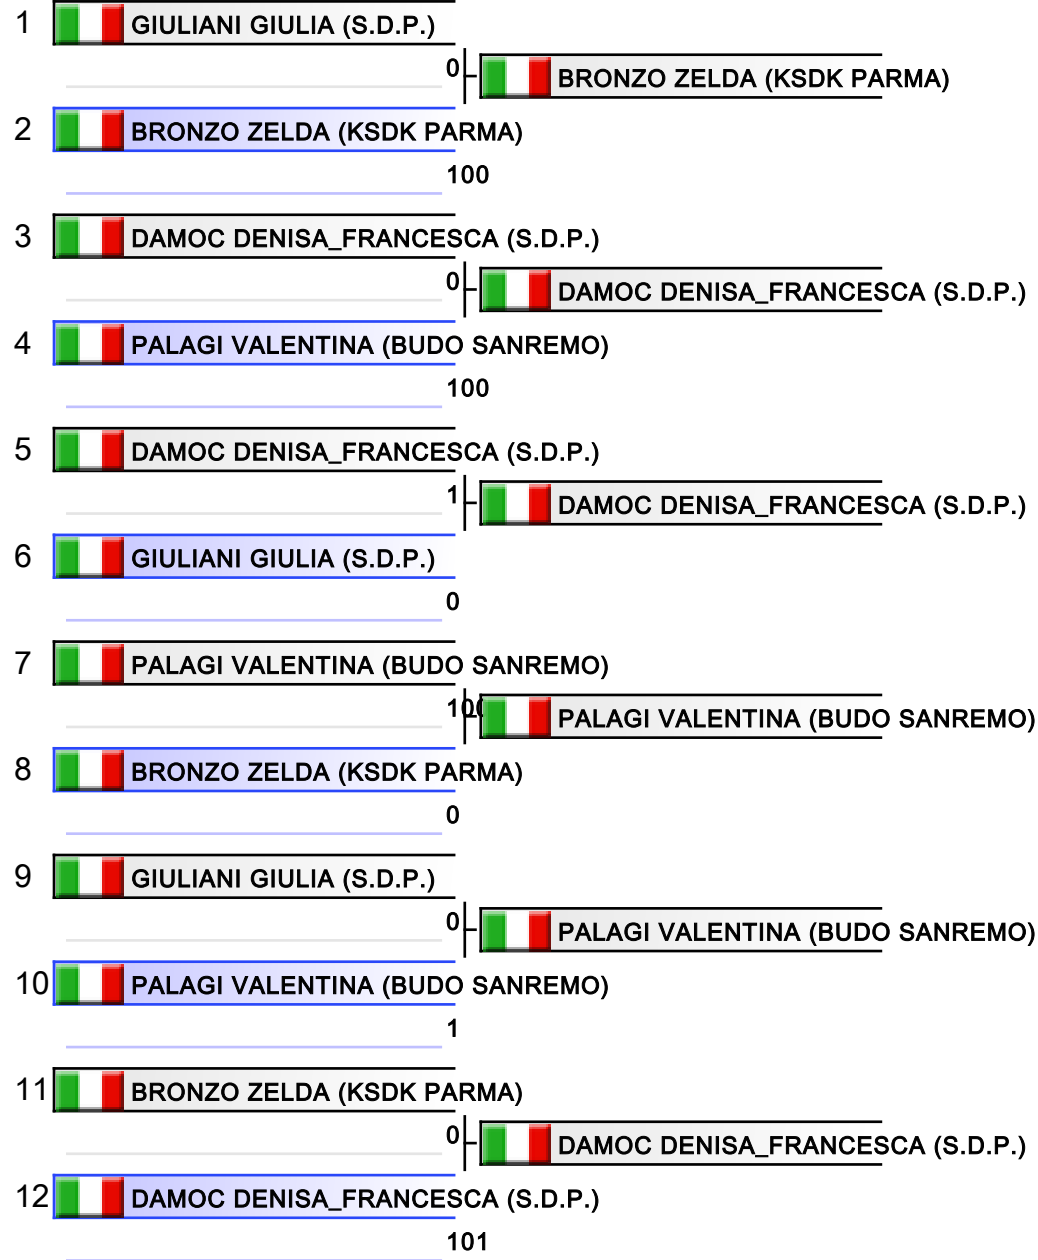 1 GIULIANI GIULIA (S.D.P.)
0 BRONZO ZELDA (KSDK PARMA)
2 BRONZO ZELDA (KSDK PARMA)
100
3 DAMOC DENISA_FRANCESCA (S.D.P.)
0 DAMOC DENISA_FRANCESCA (S.D.P.)
4 PALAGI VALENTINA (BUDO SANREMO)
100
5 DAMOC DENISA_FRANCESCA (S.D.P.)
1 DAMOC DENISA_FRANCESCA (S.D.P.)
6 GIULIANI GIULIA (S.D.P.)
0
7 PALAGI VALENTINA (BUDO SANREMO)
100 PALAGI VALENTINA (BUDO SANREMO)
8 BRONZO ZELDA (KSDK PARMA)
0
9 GIULIANI GIULIA (S.D.P.)
0 PALAGI VALENTINA (BUDO SANREMO)
10 PALAGI VALENTINA (BUDO SANREMO)
1
11 BRONZO ZELDA (KSDK PARMA)
0 DAMOC DENISA_FRANCESCA (S.D.P.)
12 DAMOC DENISA_FRANCESCA (S.D.P.)
101